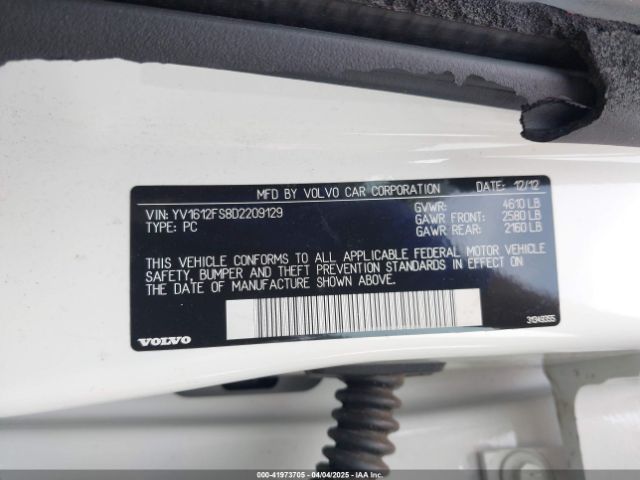 MFD BY VOLVO CAR CORPORATION DATE 12/12
VIN: YV1612FS8D2209129 GVWR: 4610 LB
TYPE: PC GAWR FRONT: 2580 LB
GAWR REAR: 2160 LB
THIS VEHICLE CONFORMS TO ALL APPLICABLE FEDERAL MOTOR VEHICLE
SAFETY, BUMPER AND THEFT PREVENTION STANDARDS IN EFFECT ON
THE DATE OF MANUFACTURE SHOWN ABOVE.
VOLVO 31349355
000-41973705 - 04/04/2025 - IAAI.COM